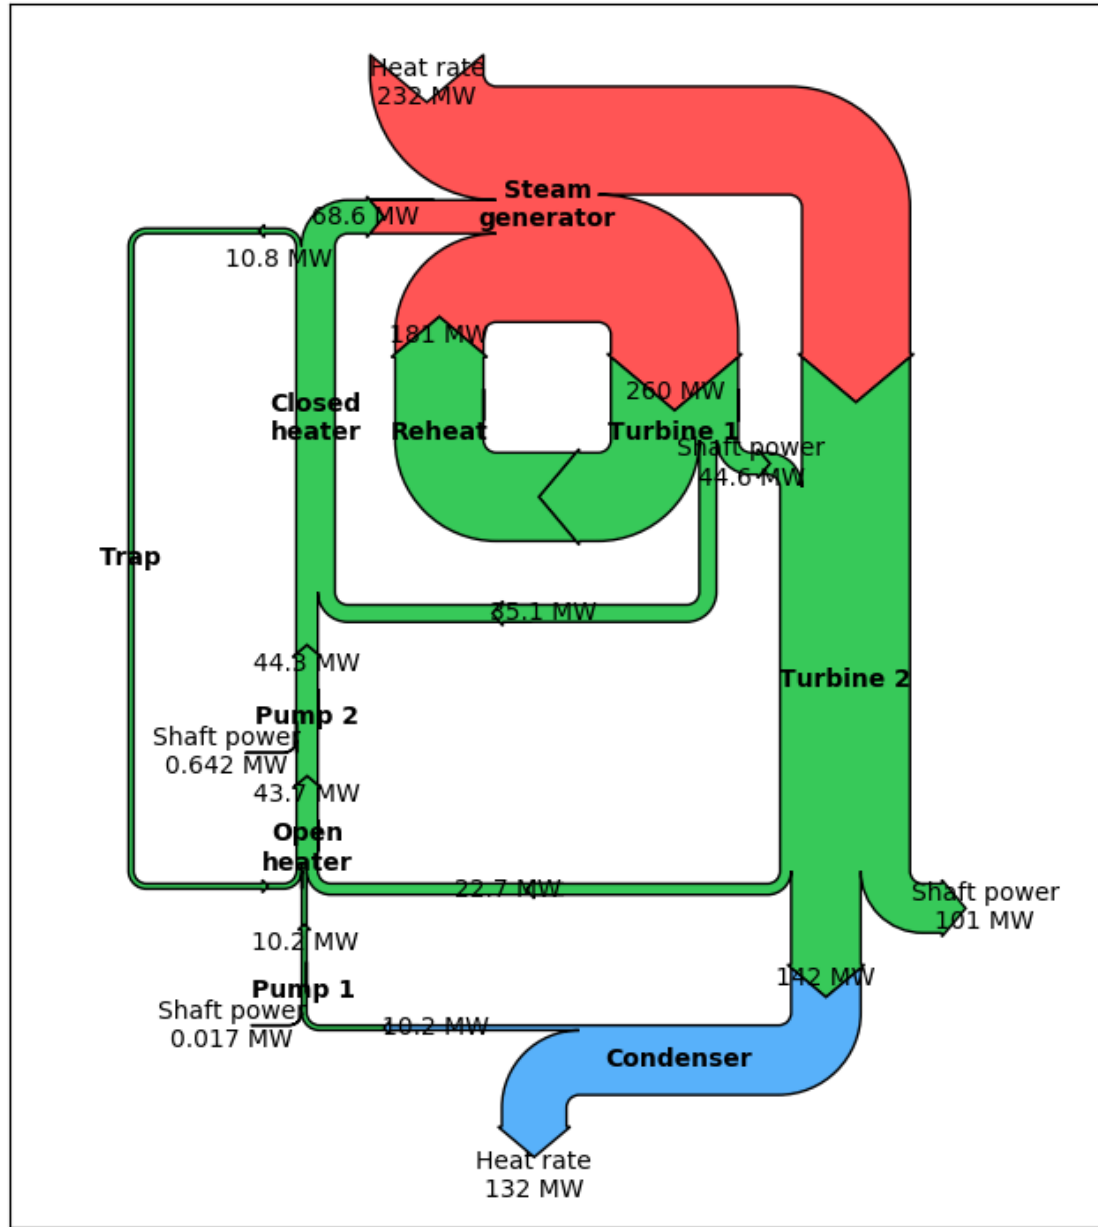 Heat rate
232 MW
Steam
generator
68.6 MW
10.8 MW
181 MW
260 MW
Closed
heater
Reheat
Turbine 1
Shaft power
44.6 MW
Trap
35.1 MW
44.3 MW
Turbine 2
Pump 2
Shaft power
0.642 MW
43.7 MW
Open
heater
22.7 MW
Shaft power
101 MW
10.2 MW
142 MW
Pump 1
Shaft power
0.017 MW
10.2 MW
Condenser
Heat rate
132 MW